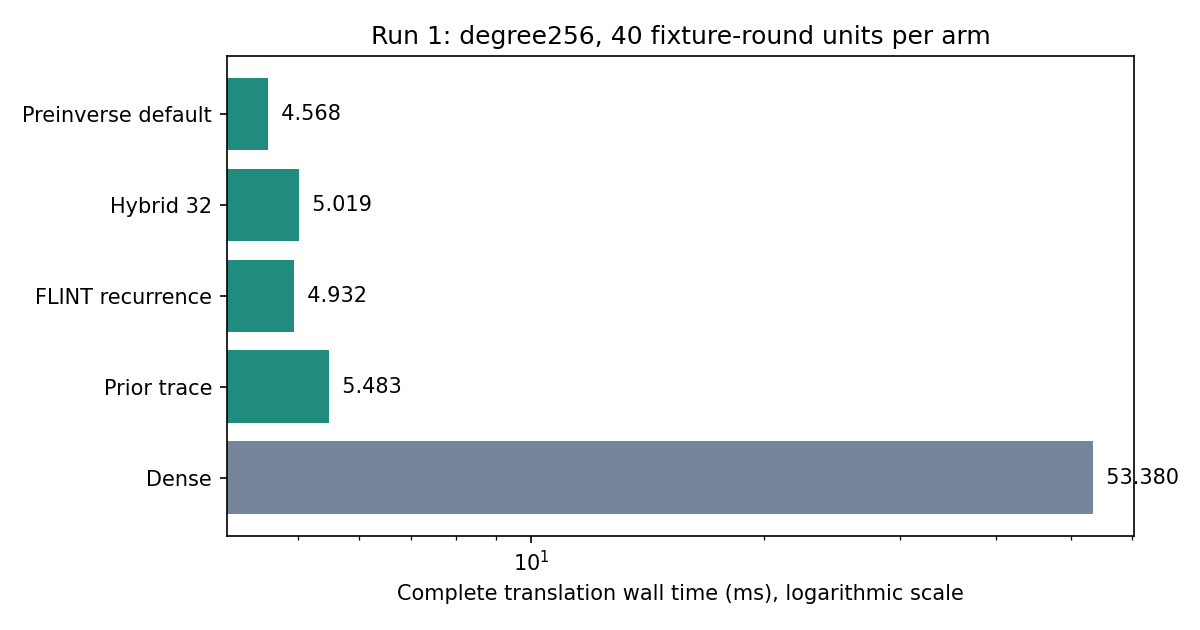 Run 1: degree256, 40 fixture-round units per arm
Preinverse default 4.568
Hybrid 32 5.019
FLINT recurrence 4.932
Prior trace 5.483
Dense 53.380
10¹
Complete translation wall time (ms), logarithmic scale